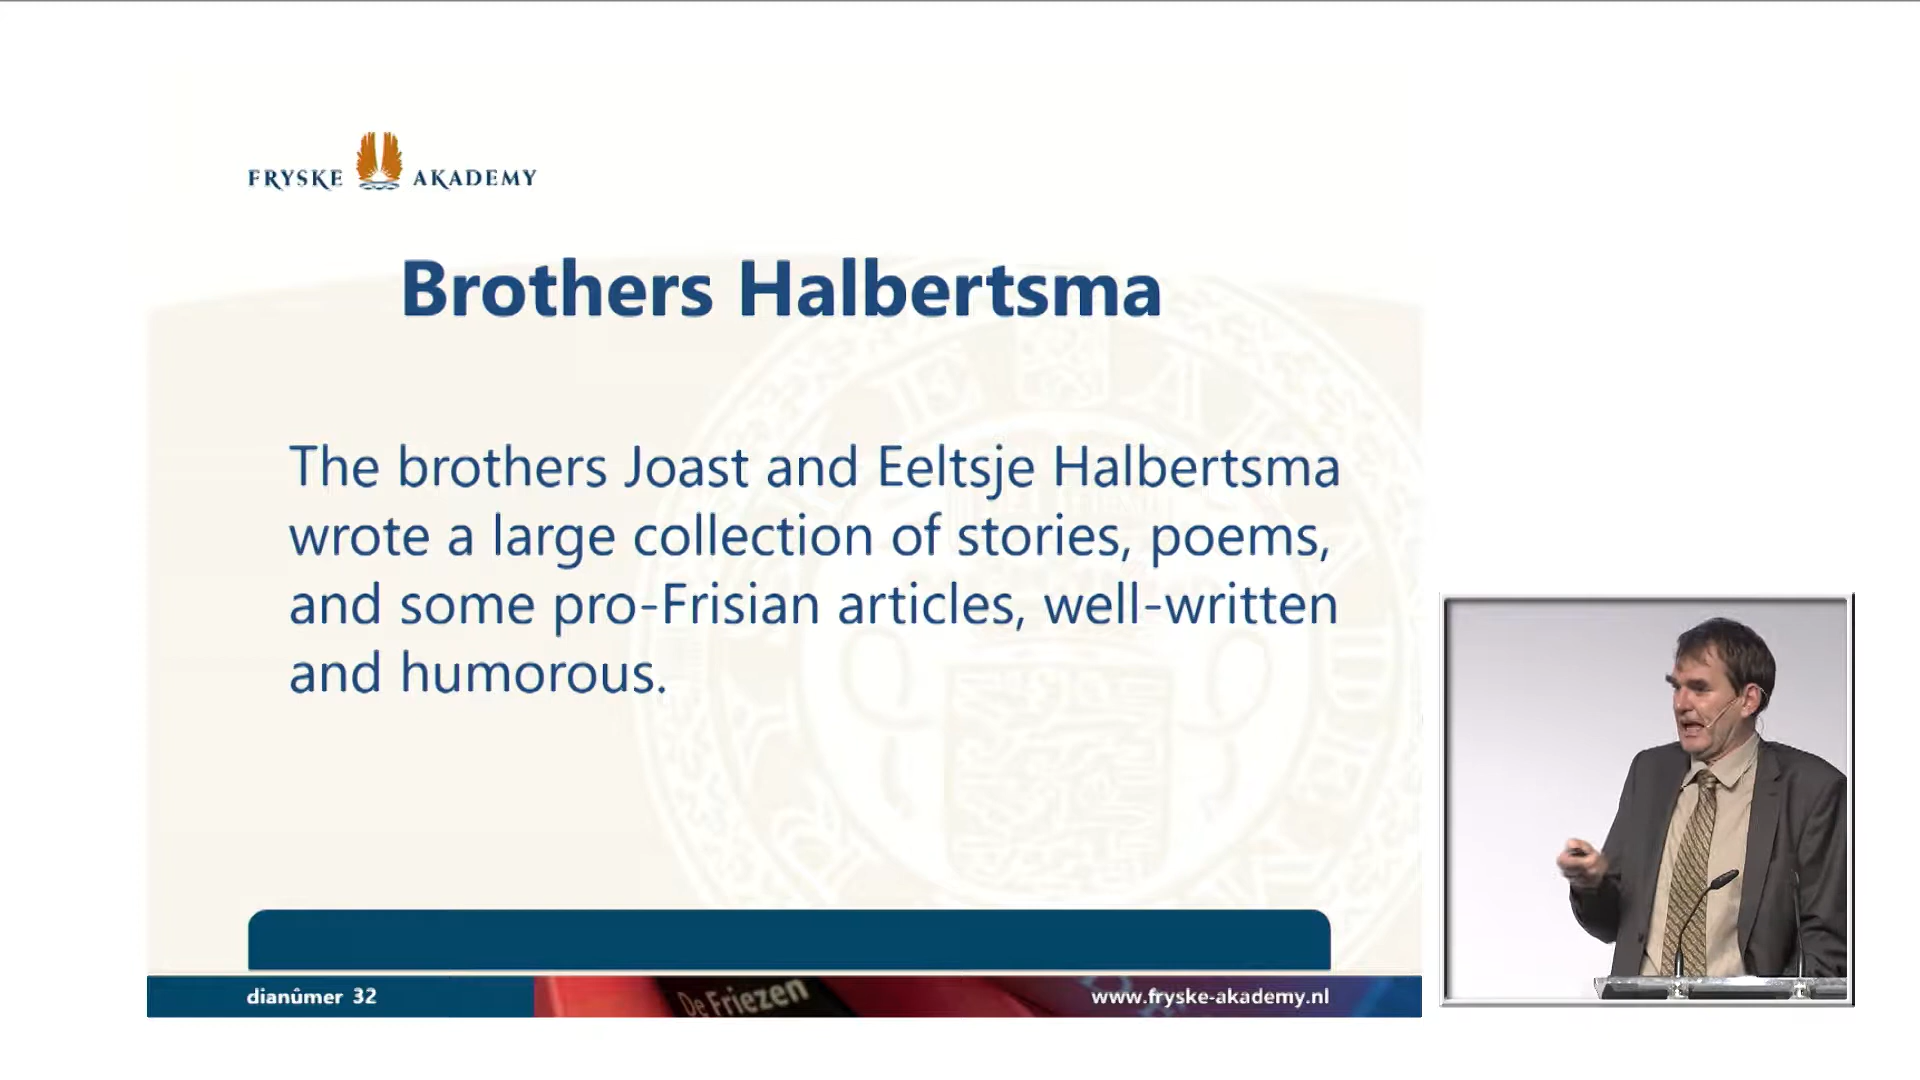 FRYSKE AKADEMY
Brothers Halbertsma
The brothers Joast and Eeltsje Halbertsma
wrote a large collection of stories, poems,
and some pro-Frisian articles, well-written
and humorous.
dianûmer 32
De Friezen
www.fryske-akademy.nl